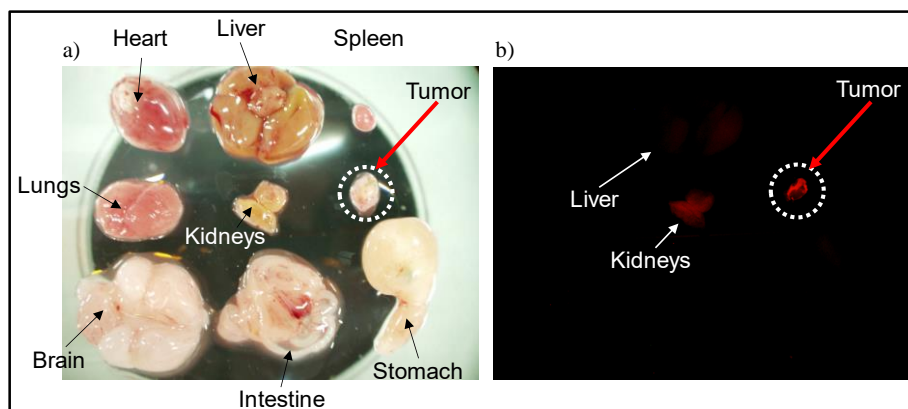 a)
Heart
Liver
Spleen
Tumor
Lungs
Kidneys
Brain
Intestine
Stomach
b)
Tumor
Liver
Kidneys